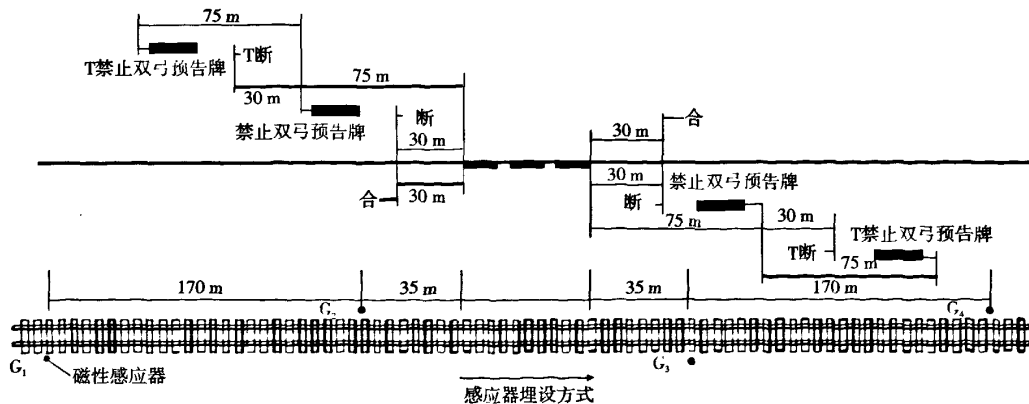 75 m
T断
T禁止双弓预告牌
75 m
30 m
禁止双弓预告牌
断
30 m
合
30 m
合
30 m
30 m
断
禁止双弓预告牌
75 m
30 m
T断
T禁止双弓预告牌
75 m
170 m
35 m
35 m
170 m
G₂
G₄
G₁
磁性感应器
G₃
感应器埋设方式